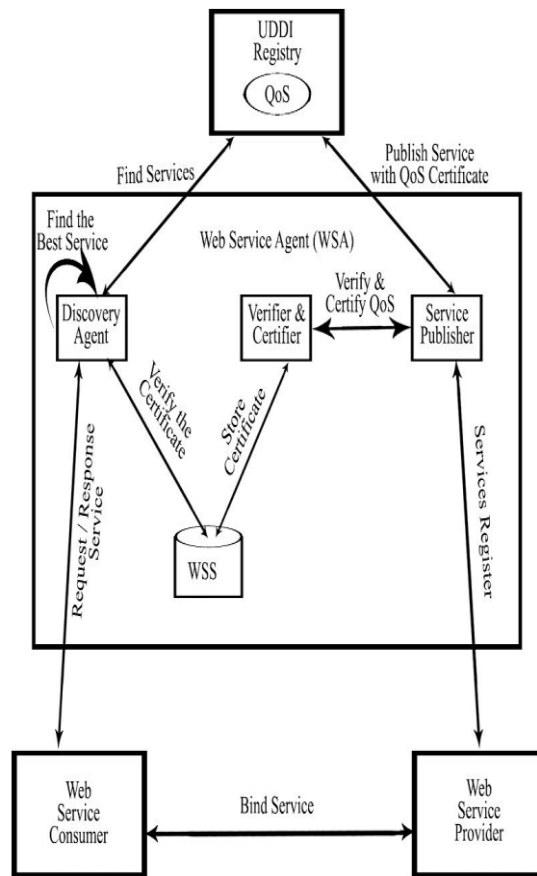 UDDI
Registry
QoS
Find Services
Publish Service
with QoS Certificate
Find the
Best Service
Web Service Agent (WSA)
Verify &
Certify QoS
Discovery
Agent
Verifier &
Certifier
Service
Publisher
Verify the
Certificate
Store
Certificate
Request / Response
Service
Services Register
WSS
Web
Service
Consumer
Bind Service
Web
Service
Provider